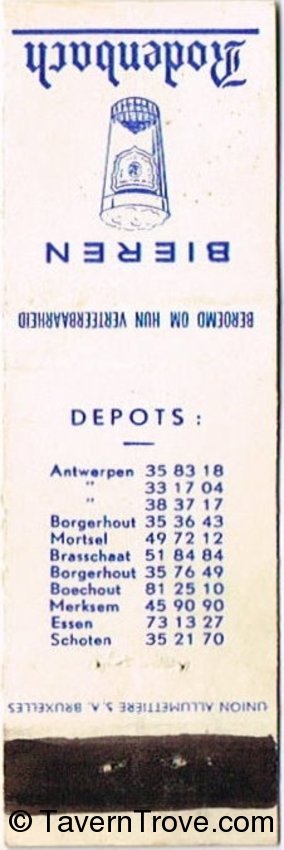 Rodenbach
BIEREN
BEROEMD OM HUN VERTEERBAARHEID
DEPOTS :
Antwerpen 35 83 18
" 33 17 04
" 38 37 17
Borgerhout 35 36 43
Mortsel 49 72 12
Brasschaat 51 84 84
Borgerhout 35 76 49
Boechout 81 25 10
Merksem 45 90 90
Essen 73 13 27
Schoten 35 21 70
UNION ALLUMETTIÈRE S. A. BRUXELLES
© TavernTrove.com